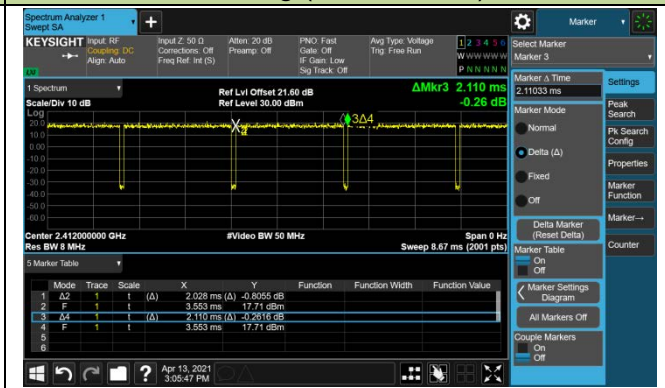 Spectrum Analyzer 1
Swept SA
Marker
KEYSIGHT Input: RF Input Z: 50 Ω Atten: 20 dB PNO: Fast Avg Type: Voltage 1 2 3 4 5 6
Coupling: DC Corrections: Off Preamp: Off Gate: Off Trig: Free Run W W W W W W
Align: Auto Freq Ref: Int (S) IF Gain: Low P N N N N N
Sig Track: Off
Select Marker
Marker 3
1 Spectrum
Scale/Div 10 dB
Log
Ref Lvl Offset 21.60 dB
Ref Level 30.00 dBm
ΔMkr3 2.110 ms
-0.26 dB
3Δ4
20.0
10.0
0.00
-10.0
-20.0
-30.0
-40.0
-50.0
-60.0
Center 2.412000000 GHz #Video BW 50 MHz Span 0 Hz
Res BW 8 MHz Sweep 8.67 ms (2001 pts)
5 Marker Table
Mode Trace Scale X Y Function Function Width Function Value
1 Δ2 1 t (Δ) 2.028 ms (Δ) -0.8055 dB
2 F 1 t 3.553 ms 17.71 dBm
3 Δ4 1 t (Δ) 2.110 ms (Δ) -0.2616 dB
4 F 1 t 3.553 ms 17.71 dBm
5
6
Marker Δ Time
2.11033 ms
Marker Mode
Normal
Delta (Δ)
Fixed
Off
Delta Marker
(Reset Delta)
Marker Table
On
Off
Marker Settings
Diagram
All Markers Off
Couple Markers
On
Off
Settings
Peak
Search
Pk Search
Config
Properties
Marker
Function
Marker→
Counter
Apr 13, 2021
3:05:47 PM